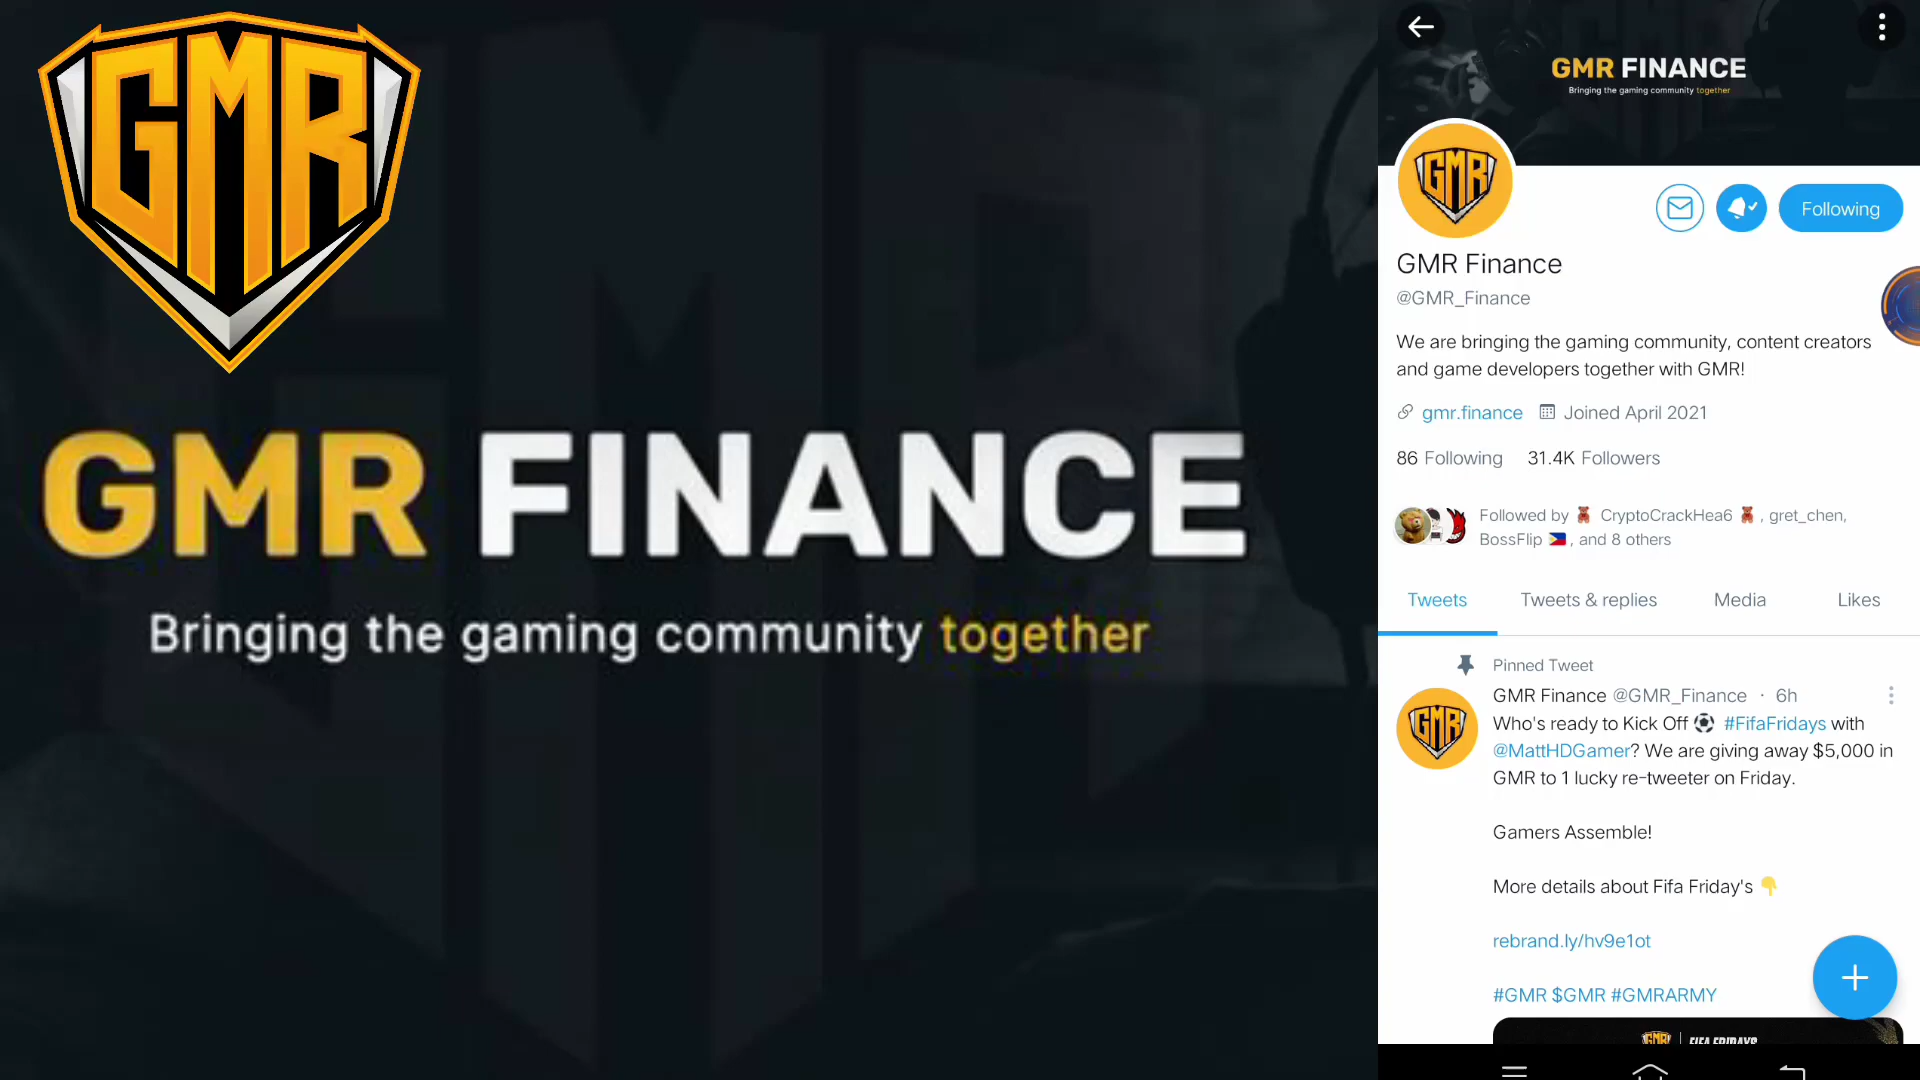 GMR
GMR FINANCE
Bringing the gaming community together
GMR FINANCE
Bringing the gaming community together
GMR
Following
GMR Finance
@GMR_Finance
We are bringing the gaming community, content creators
and game developers together with GMR!
gmr.finance Joined April 2021
86 Following 31.4K Followers
Followed by 🧸 CryptoCrackHea6 🧸 , gret_chen,
BossFlip 🇵🇭 , and 8 others
Tweets Tweets & replies Media Likes
Pinned Tweet
GMR
GMR Finance @GMR_Finance · 6h
Who's ready to Kick Off ⚽ #FifaFridays with
@MattHDGamer? We are giving away $5,000 in
GMR to 1 lucky re-tweeter on Friday.
Gamers Assemble!
More details about Fifa Friday's 👇
rebrand.ly/hv9e1ot
#GMR $GMR #GMRARMY
GMR | FIFA FRIDAYS